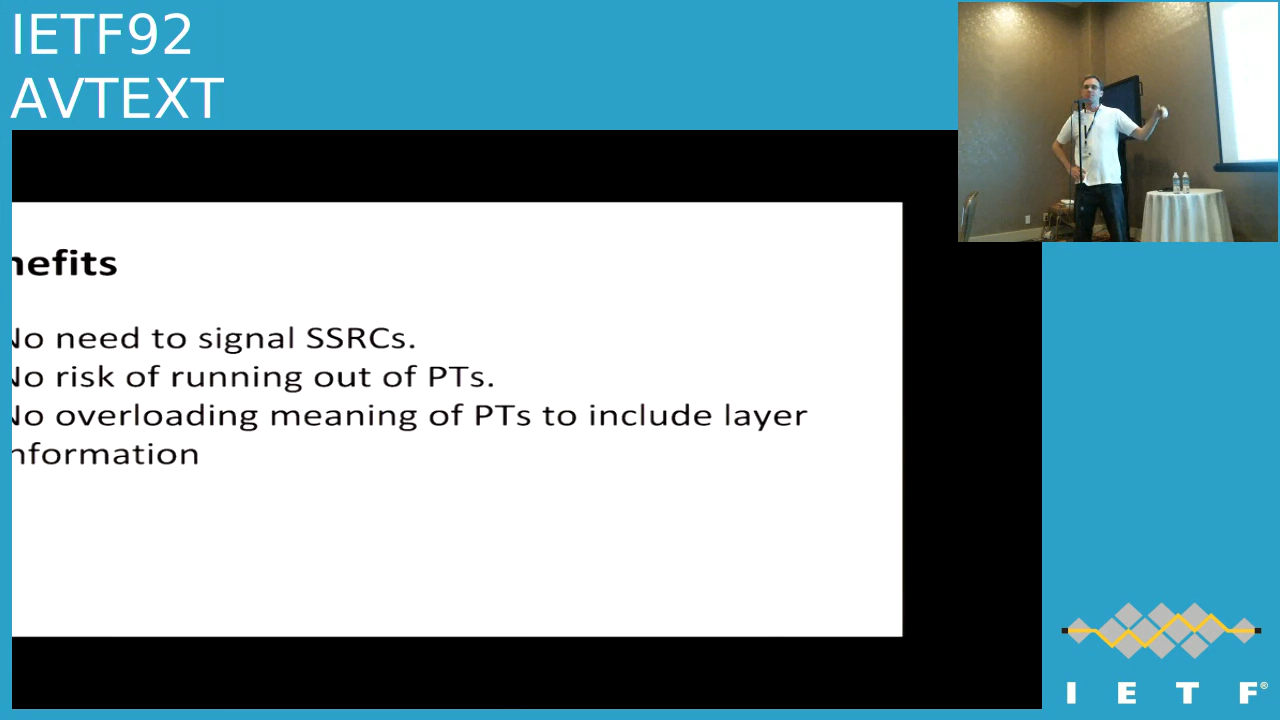 IETF92
AVTEXT
nefits
No need to signal SSRCs.
No risk of running out of PTs.
No overloading meaning of PTs to include layer
nformation
I E T F®